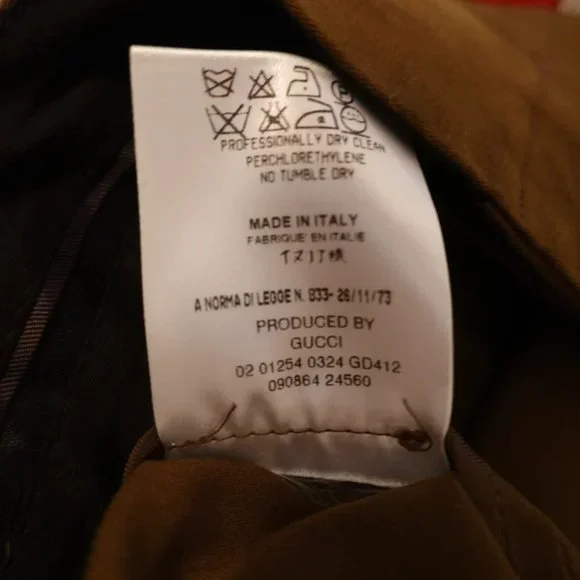 PROFESSIONALLY DRY CLEAN
PERCHLORETHYLENE
NO TUMBLE DRY
MADE IN ITALY
FABRIQUE' EN ITALIE
イタリア製
A NORMA DI LEGGE N. 833- 26/11/73
PRODUCED BY
GUCCI
02 01254 0324 GD412
090864 24560